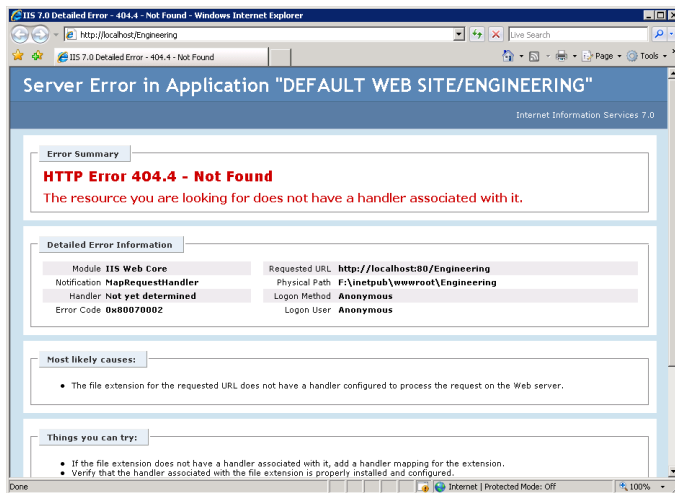 IIS 7.0 Detailed Error - 404.4 - Not Found - Windows Internet Explorer
http://localhost/Engineering
Live Search
IIS 7.0 Detailed Error - 404.4 - Not Found
Page
Tools
Server Error in Application "DEFAULT WEB SITE/ENGINEERING"
Internet Information Services 7.0
Error Summary
HTTP Error 404.4 - Not Found
The resource you are looking for does not have a handler associated with it.
Detailed Error Information
Module IIS Web Core
Notification MapRequestHandler
Handler Not yet determined
Error Code 0x80070002
Requested URL http://localhost:80/Engineering
Physical Path F:\inetpub\wwwroot\Engineering
Logon Method Anonymous
Logon User Anonymous
Most likely causes:
The file extension for the requested URL does not have a handler configured to process the request on the Web server.
Things you can try:
If the file extension does not have a handler associated with it, add a handler mapping for the extension.
Verify that the handler associated with the file extension is properly installed and configured.
Done
Internet | Protected Mode: Off
100%